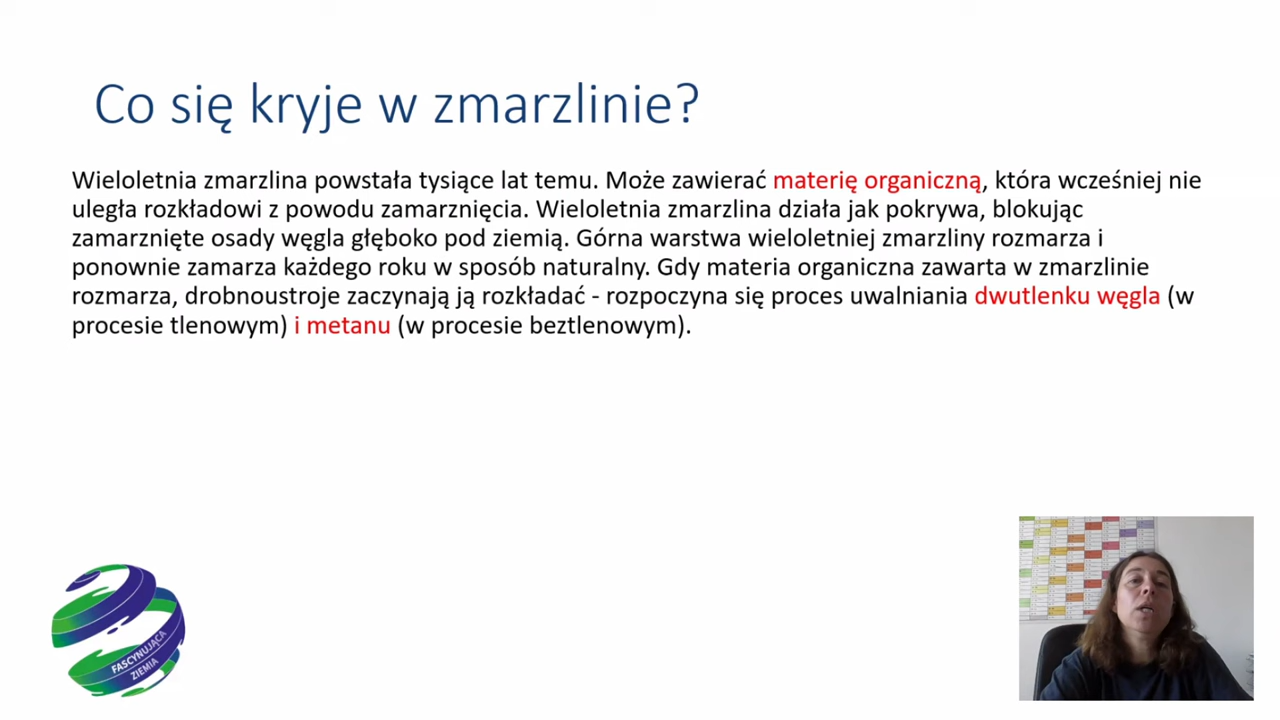 Co się kryje w zmarzlinie?
Wieloletnia zmarzlina powstała tysiące lat temu. Może zawierać materię organiczną, która wcześniej nie
uległa rozkładowi z powodu zamarznięcia. Wieloletnia zmarzlina działa jak pokrywa, blokując
zamarznięte osady węgla głęboko pod ziemią. Górna warstwa wieloletniej zmarzliny rozmarza i
ponownie zamarza każdego roku w sposób naturalny. Gdy materia organiczna zawarta w zmarzlinie
rozmarza, drobnoustroje zaczynają ją rozkładać - rozpoczyna się proces uwalniania dwutlenku węgla (w
procesie tlenowym) i metanu (w procesie beztlenowym).
FASCYNUJĄCA
ZIEMIA